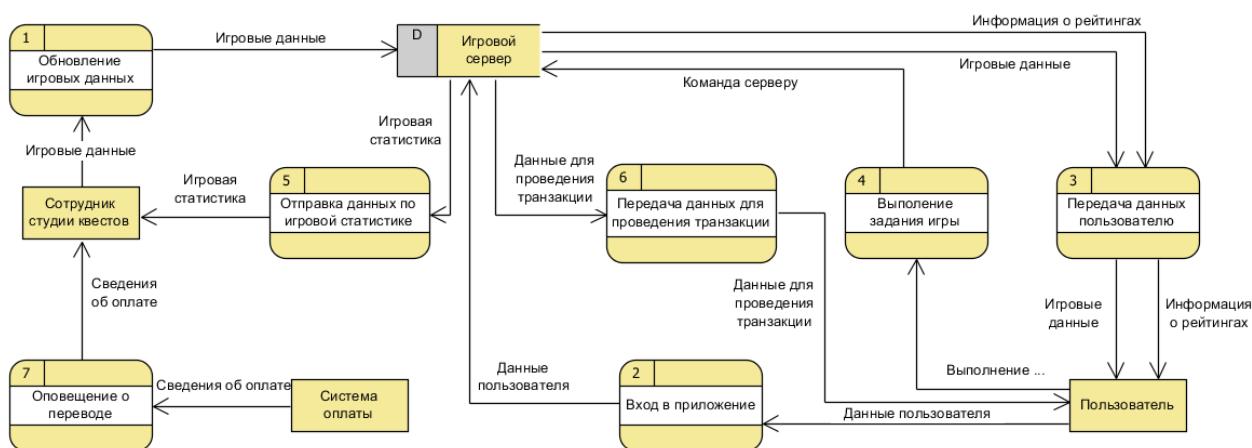 1
Обновление
игровых данных
Игровые данные
D
Игровой
сервер
Информация о рейтингах
Игровые данные
Команда серверу
Игровые данные
Игровая
статистика
Данные для
проведения
транзакции
Сотрудник
студии квестов
Игровая
статистика
5
Отправка данных по
игровой статистике
6
Передача данных для
проведения транзакции
4
Выполение
задания игры
3
Передача данных
пользователю
Сведения
об оплате
Данные для
проведения
транзакции
Игровые
данные
Информация
о рейтингах
7
Оповещение о
переводе
Сведения об оплате
Система
оплаты
Данные
пользователя
2
Вход в приложение
Выполнение ...
Данные пользователя
Пользователь